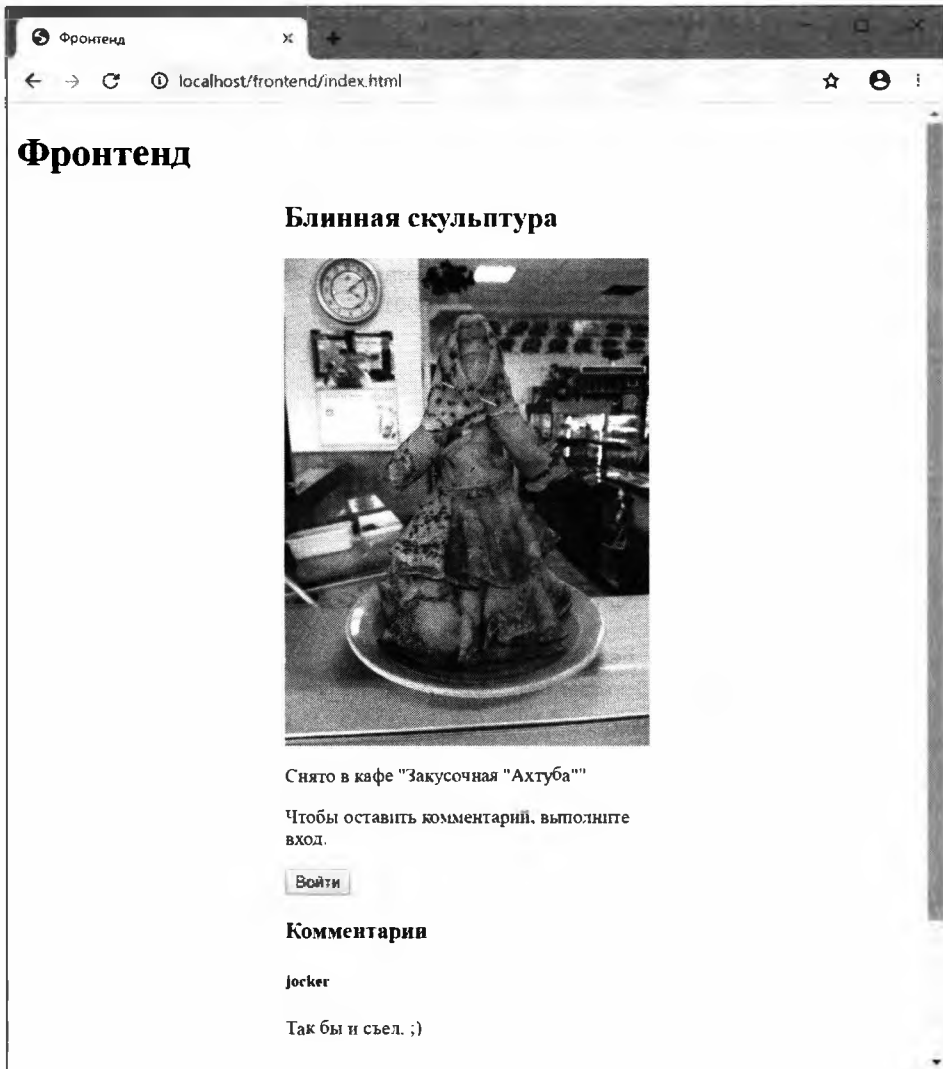 Фронтенд
localhost/frontend/index.html
Фронтенд
Блинная скульптура
Снято в кафе "Закусочная "Ахтуба""
Чтобы оставить комментарий, выполните
вход.
Войти
Комментарии
jocker
Так бы и съел. ;)